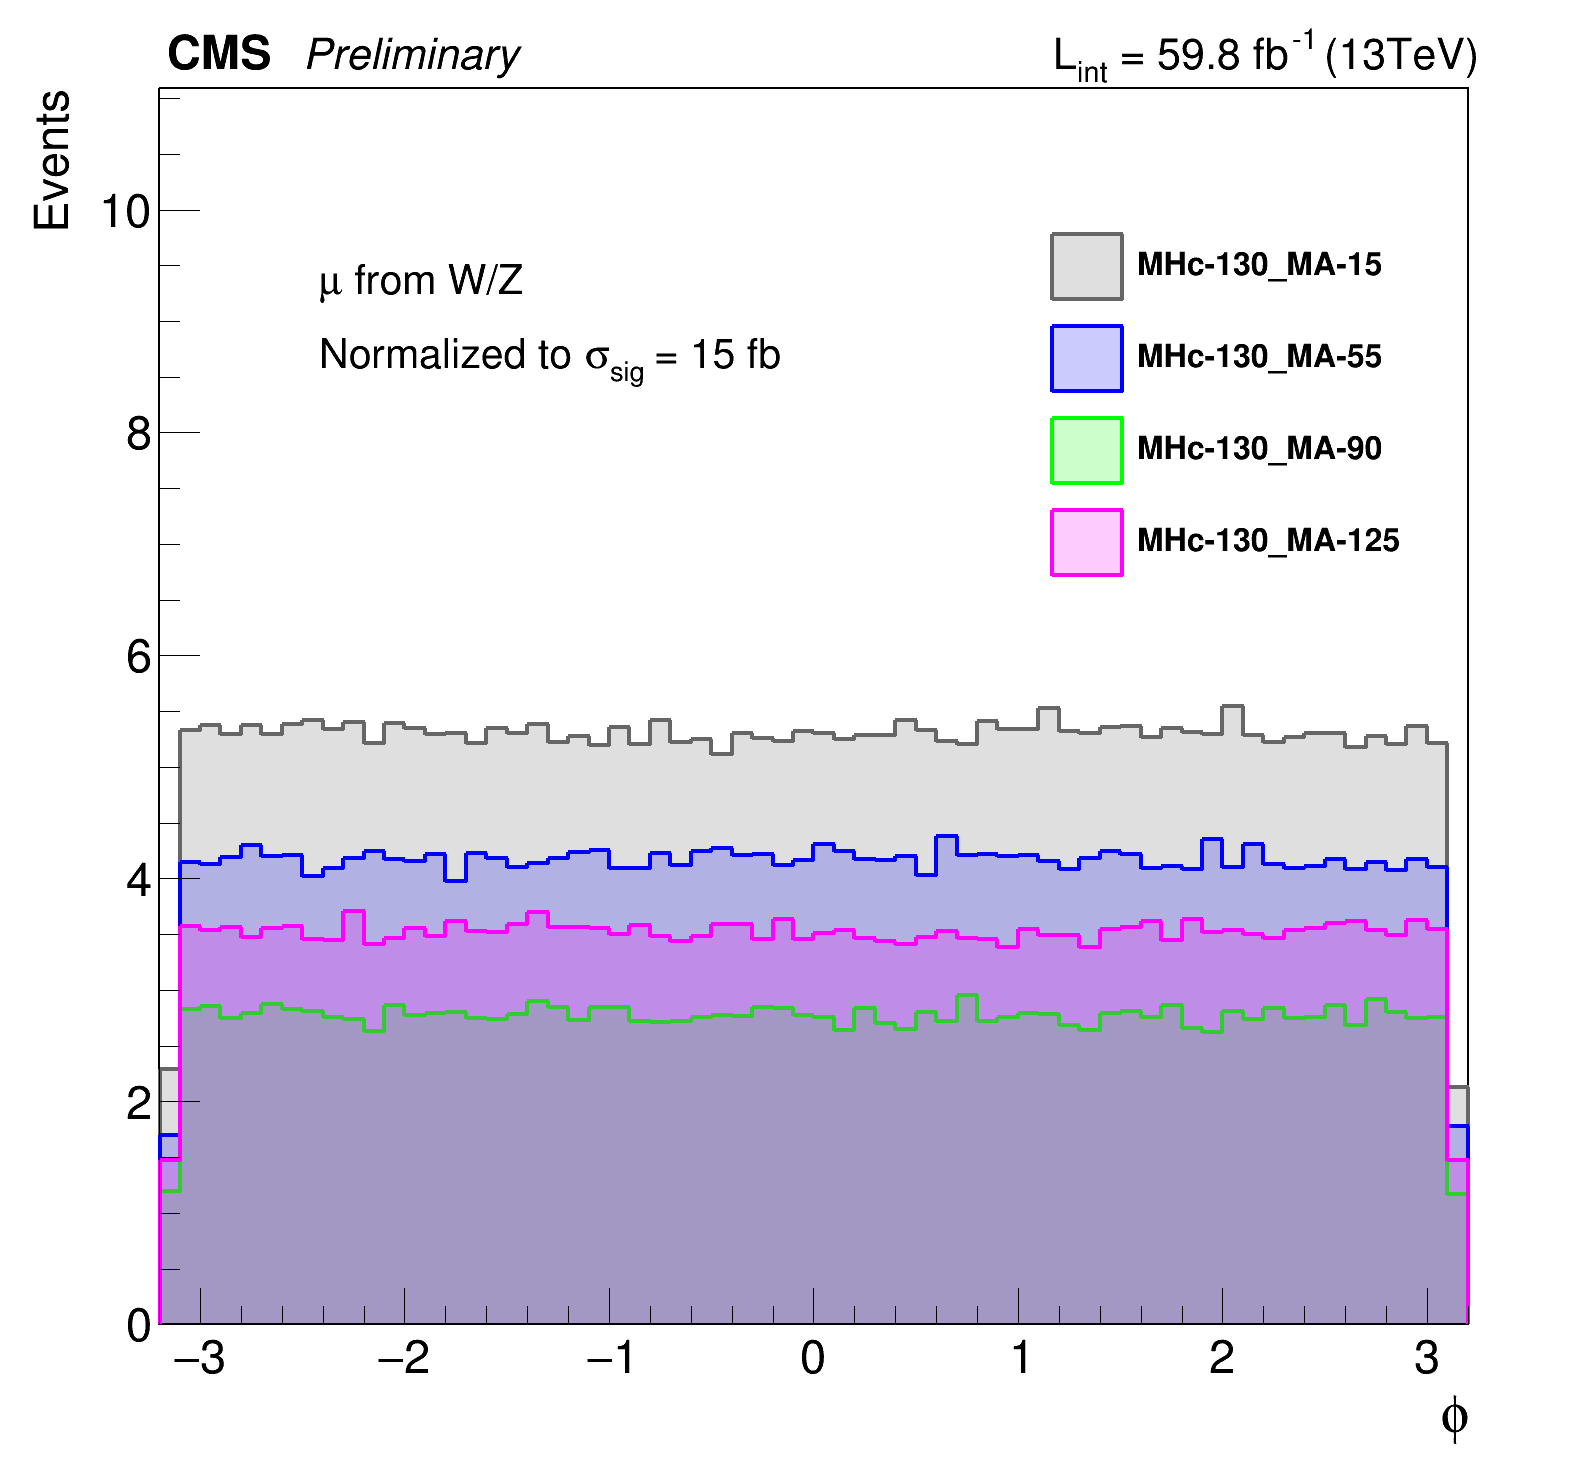 CMS Preliminary
L_int = 59.8 fb^-1 (13TeV)
Events
10
8
6
4
2
0
μ from W/Z
Normalized to σ_sig = 15 fb
MHc-130_MA-15
MHc-130_MA-55
MHc-130_MA-90
MHc-130_MA-125
−3 −2 −1 0 1 2 3
ϕ